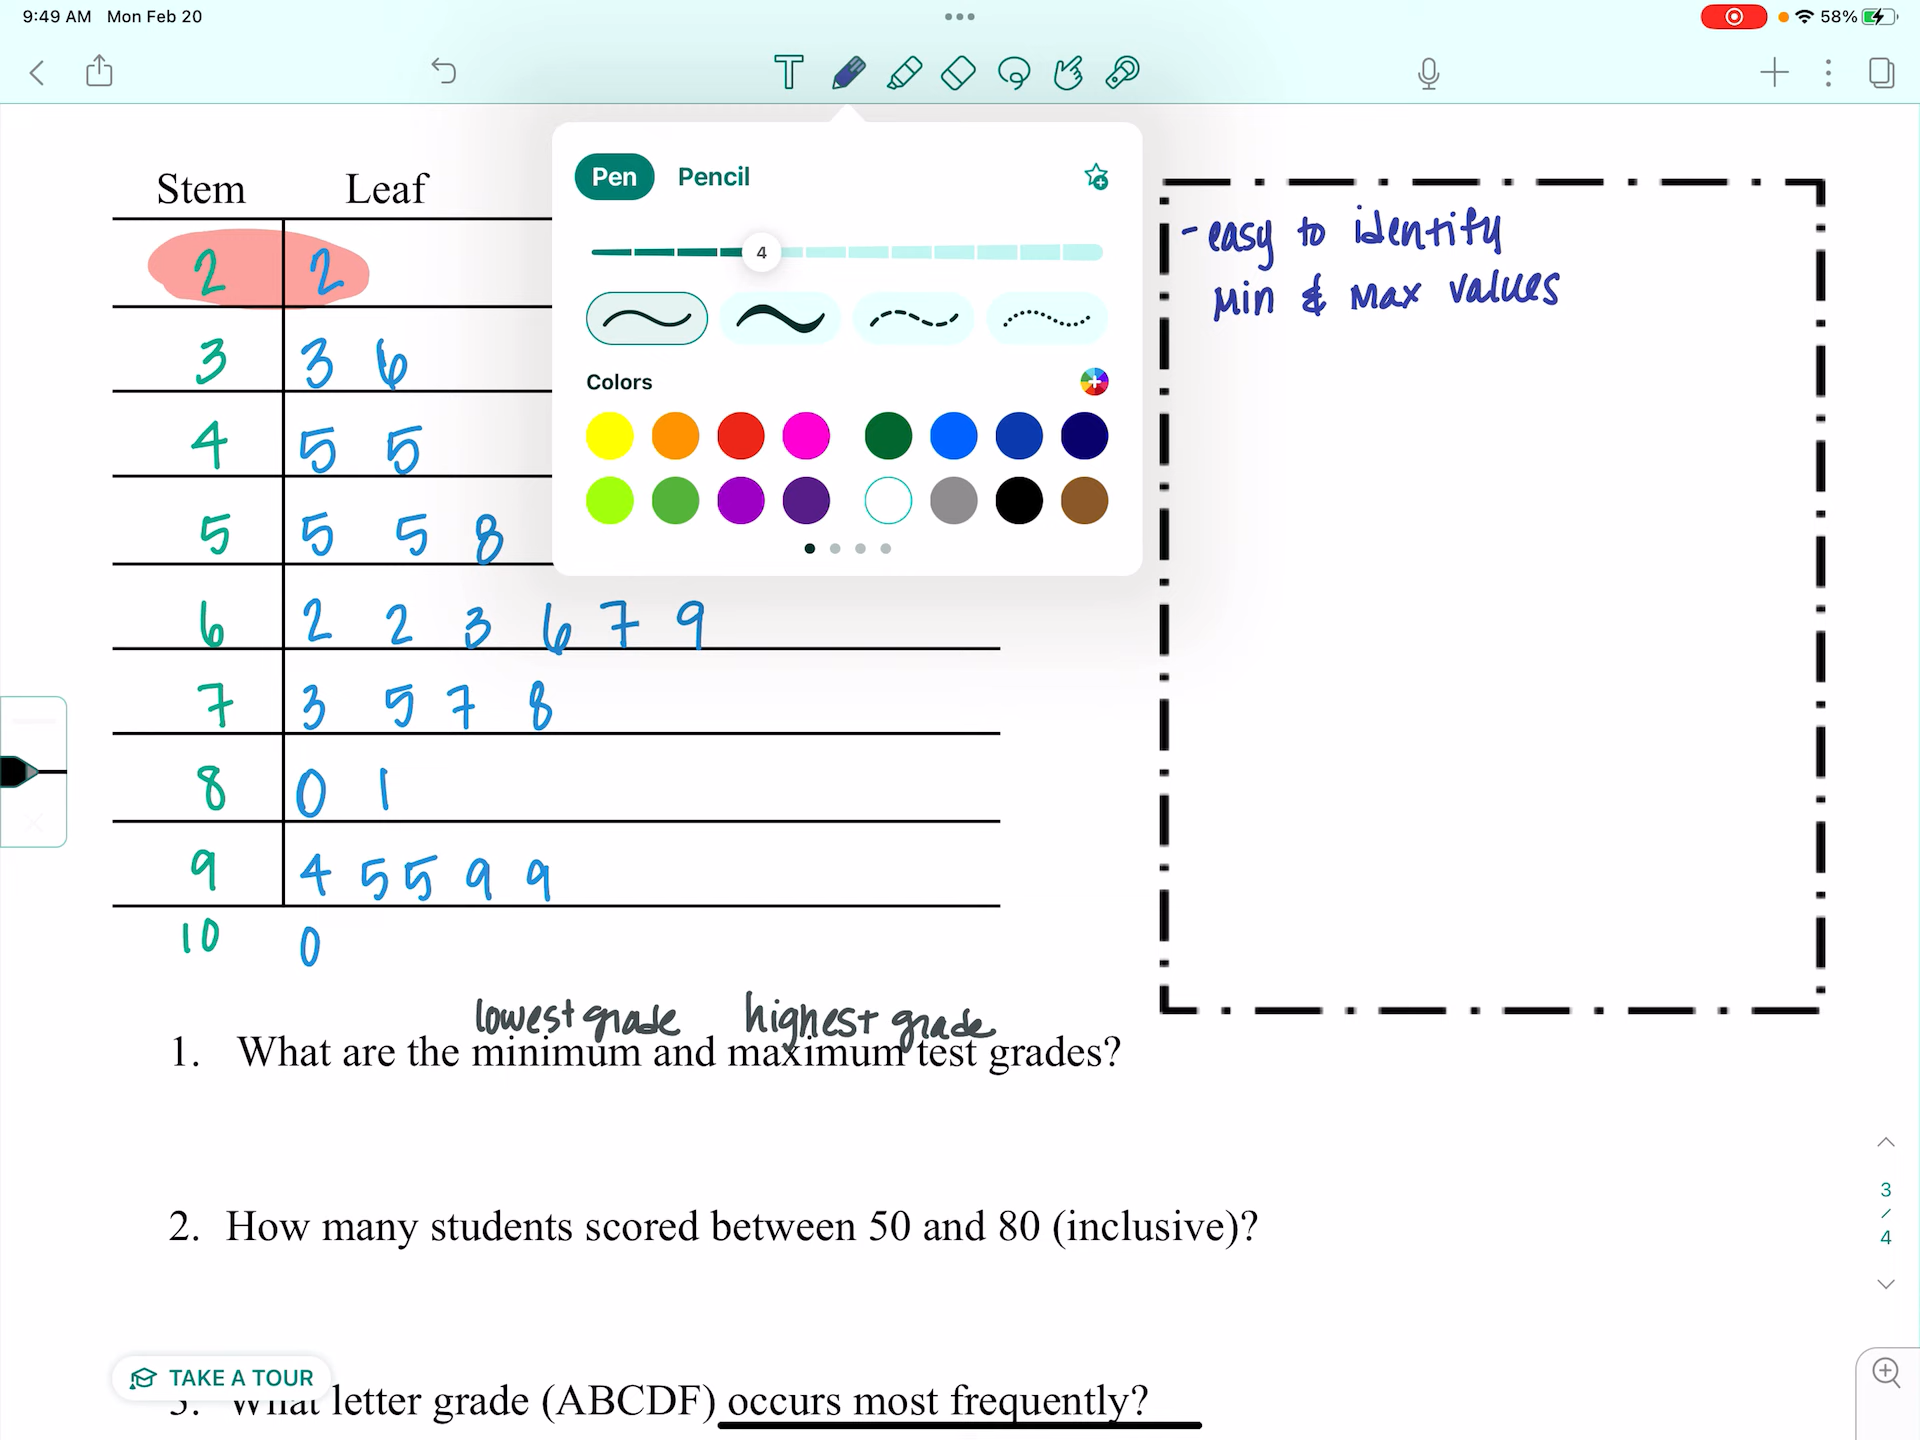 9:49 AM Mon Feb 20
58%
T
Pen Pencil
4
Colors
Stem Leaf
2 2
3 3 6
4 5 5
5 5 5 8
6 2 2 3 6 7 9
7 3 5 7 8
8 0 1
9 4 5 5 9 9
10 0
- easy to identify
Min & Max values
lowest grade highest grade
1. What are the minimum and maximum test grades?
2. How many students scored between 50 and 80 (inclusive)?
3. What letter grade (ABCDF) occurs most frequently?
TAKE A TOUR
3
/
4